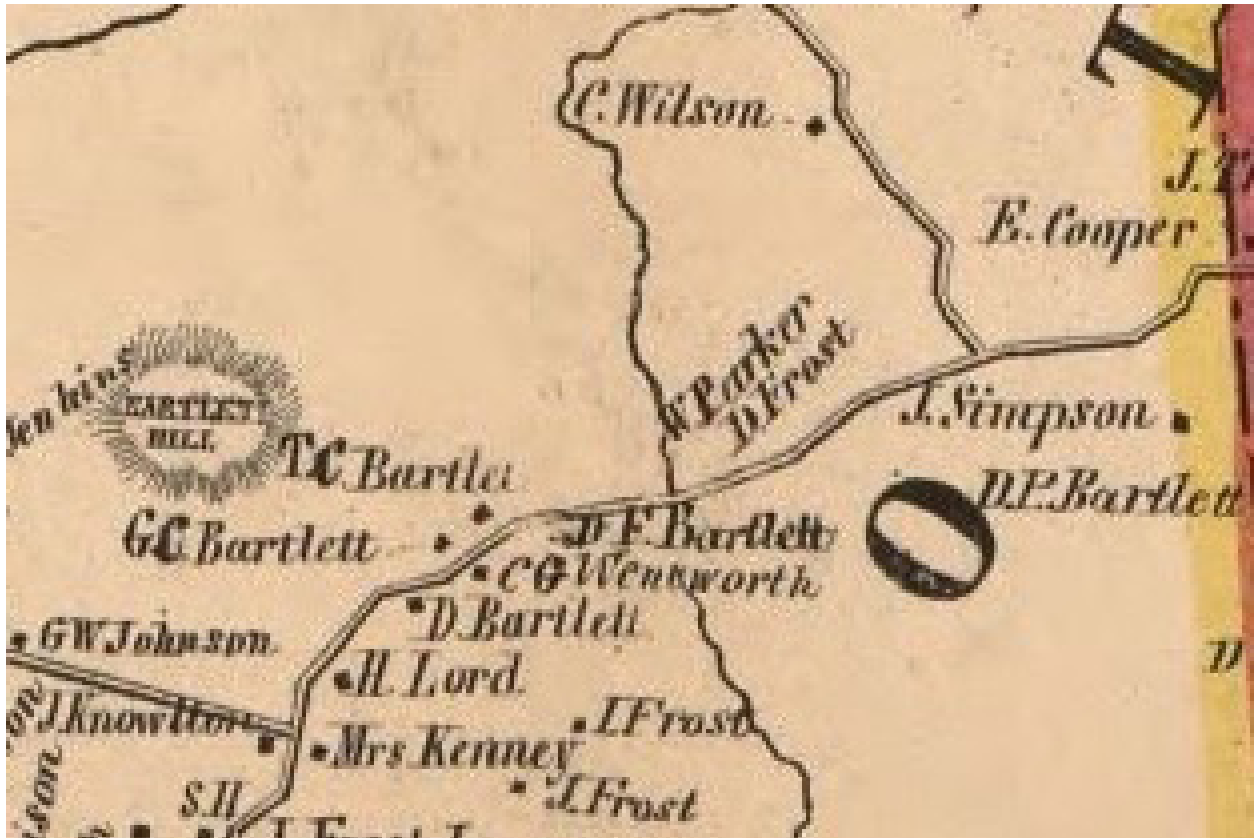 T
C. Wilson
E. Cooper
W Parker
D. Frost
BARTLETT
HILL
J. Simpson
T.C Bartlet
O
D.P. Bartlett
G.C Bartlett
D F. Bartlett
C G Wentworth
D. Bartlett
G W Johnson
H. Lord
J. Knowlton
I. Frost
Mrs. Kenney
S.H
J. Frost